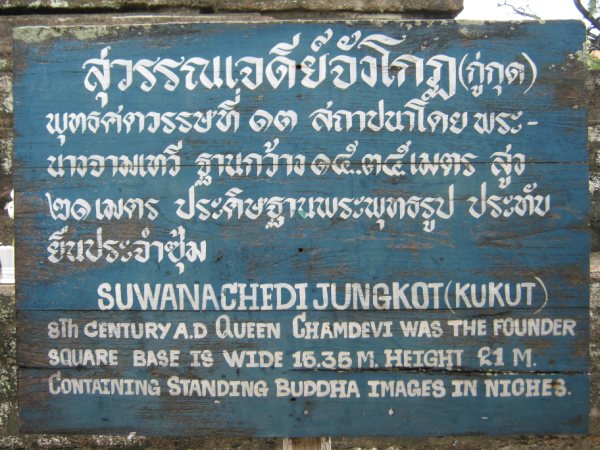 สุวรรณเจดีย์จังโกฏ(กู่กุด)
พุทธศตวรรษที่ ๑๓ สถาปนาโดย พระ-
นางจามเทวี ฐานกว้าง ๑๕.๓๕ เมตร สูง
๒๑ เมตร ประดิษฐานพระพุทธรูป ประทับ
ยืนประจำซุ้ม
SUWANACHEDI JUNGKOT (KUKUT)
8TH CENTURY A.D QUEEN CHAMDEVI WAS THE FOUNDER
SQUARE BASE IS WIDE 15.35 M. HEIGHT 21 M.
CONTAINING STANDING BUDDHA IMAGES IN NICHES.